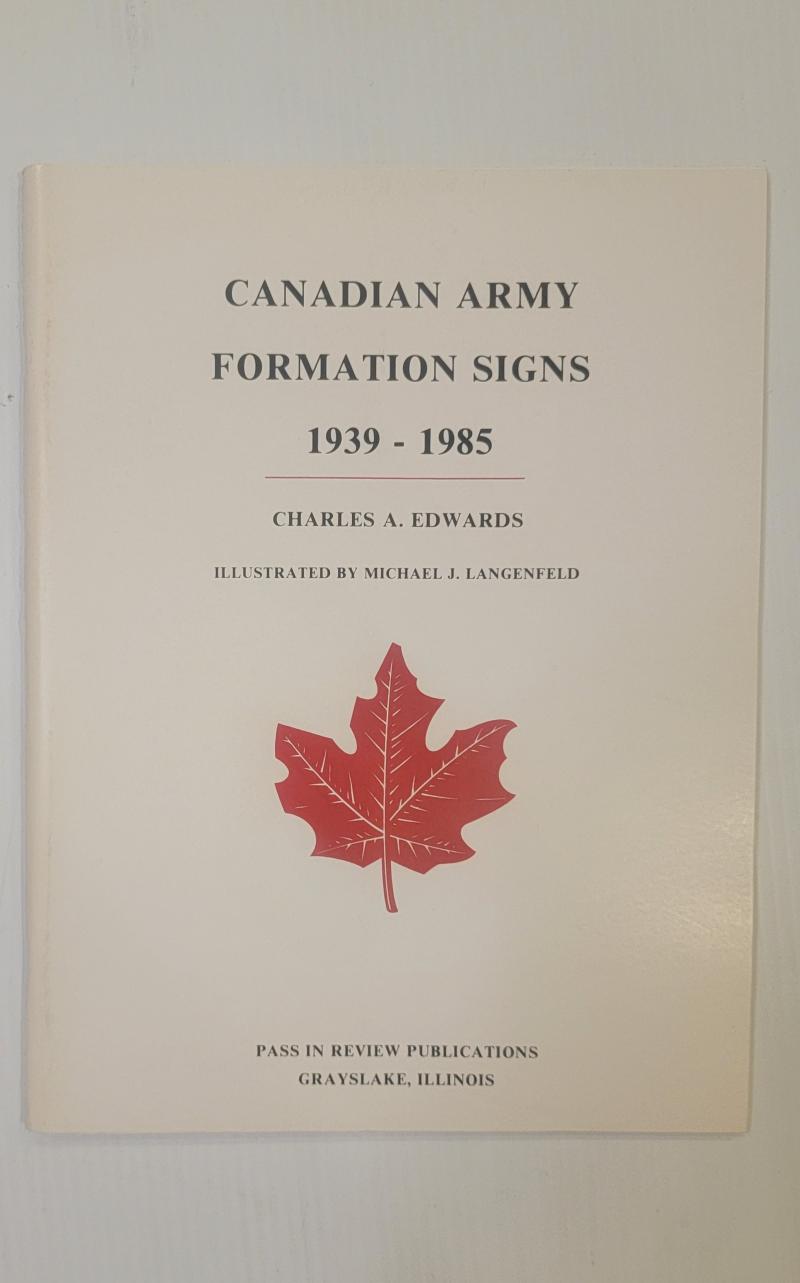 CANADIAN ARMY
FORMATION SIGNS
1939 - 1985
CHARLES A. EDWARDS
ILLUSTRATED BY MICHAEL J. LANGENFELD
PASS IN REVIEW PUBLICATIONS
GRAYSLAKE, ILLINOIS